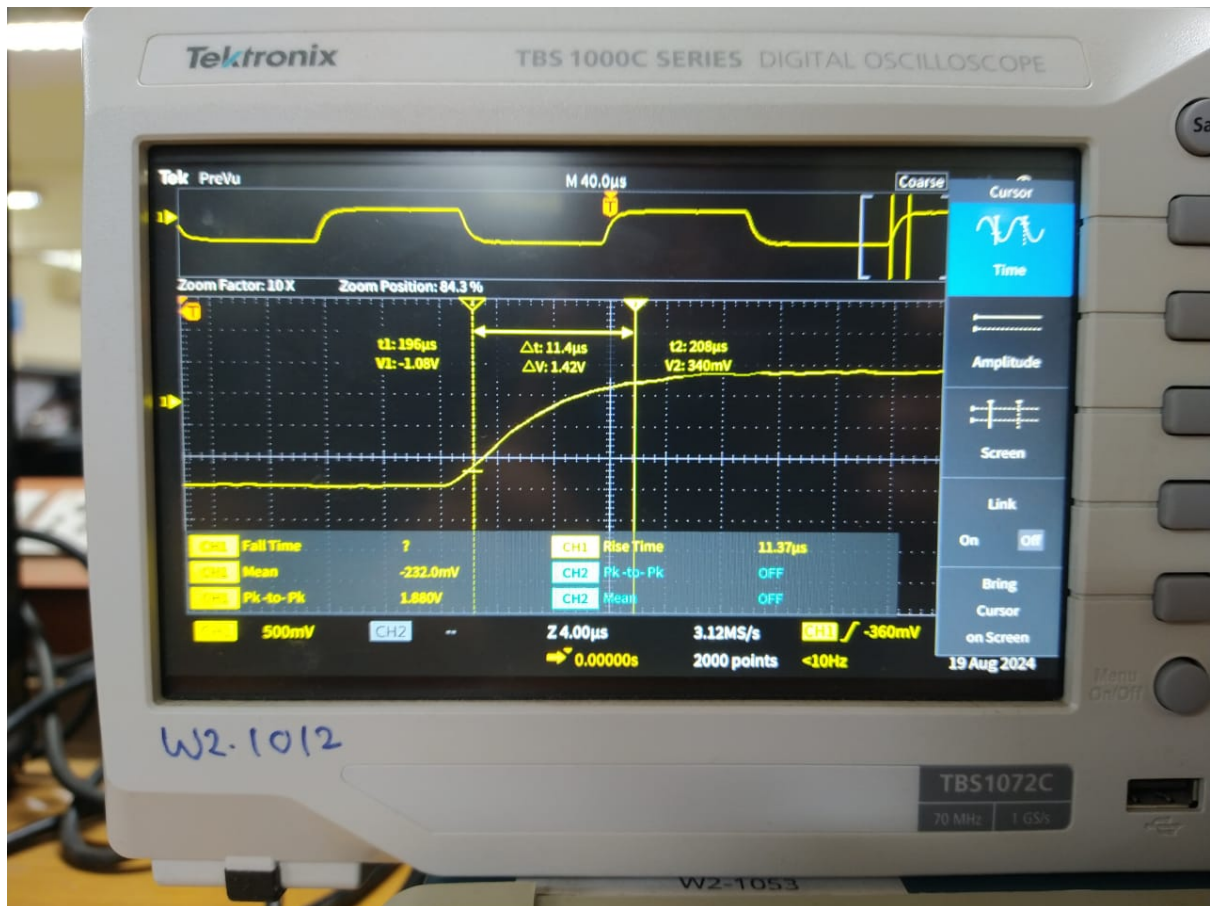 Tektronix TBS 1000C SERIES DIGITAL OSCILLOSCOPE
Tek PreVu M 40.0µs Coarse
Cursor
Time
Zoom Factor: 10 X Zoom Position: 84.3 %
t1: 196µs Δt: 11.4µs t2: 208µs
V1: -1.08V ΔV: 1.42V V2: 340mV
Amplitude
Screen
Link
On Off
Bring
Cursor
on Screen
CH1 Fall Time ? CH1 Rise Time 11.37µs
CH1 Mean -232.0mV CH2 Pk-to-Pk OFF
CH1 Pk-to-Pk 1.880V CH2 Mean OFF
CH1 500mV CH2 -- Z 4.00µs 3.12MS/s CH1 -360mV
0.00000s 2000 points <10Hz 19 Aug 2024
Menu
On/Off
W2-1012
TBS1072C
70 MHz 1 GS/s
W2-1053